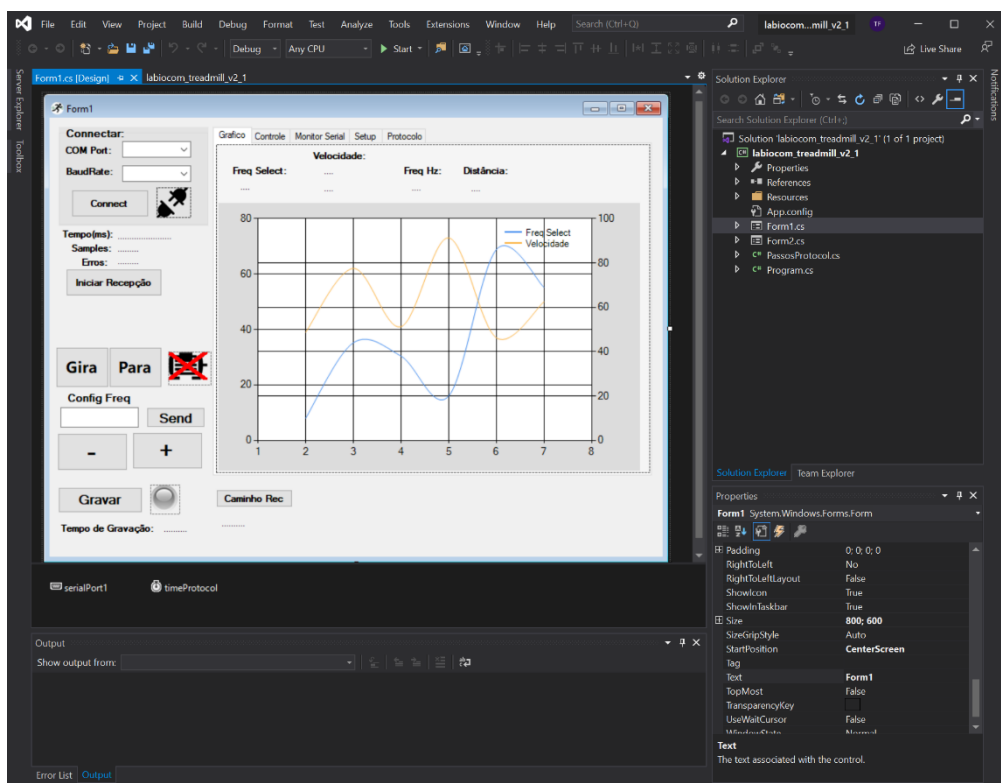 File Edit View Project Build Debug Format Test Analyze Tools Extensions Window Help Search (Ctrl+Q) labiocom...mill_v2_1 TF
Debug Any CPU Start Live Share
Server Explorer
Toolbox
Form1.cs [Design] labiocom_treadmill_v2_1
Form1
Connectar:
COM Port:
BaudRate:
Connect
Tempo(ms): ....................
Samples: ........
Erros: ........
Iniciar Recepção
Gira Para
Config Freq
Send
- +
Gravar
Tempo de Gravação: .........
Grafico Controle Monitor Serial Setup Protocolo
Velocidade:
Freq Select: .... Freq Hz: Distância:
.... .... .... ....
Freq Select
Velocidade
80
60
40
20
0
100
80
60
40
20
0
1 2 3 4 5 6 7 8
Caminho Rec
.........
serialPort1 timeProtocol
Output
Show output from:
Error List Output
Solution Explorer
Search Solution Explorer (Ctrl+;)
Solution 'labiocom_treadmill_v2_1' (1 of 1 project)
labiocom_treadmill_v2_1
Properties
References
Resources
App.config
Form1.cs
Form2.cs
C# PassosProtocol.cs
C# Program.cs
Solution Explorer Team Explorer
Properties
Form1 System.Windows.Forms.Form
Padding 0; 0; 0; 0
RightToLeft No
RightToLeftLayout False
ShowIcon True
ShowInTaskbar True
Size 800; 600
SizeGripStyle Auto
StartPosition CenterScreen
Tag
Text Form1
TopMost False
TransparencyKey
UseWaitCursor False
WindowState Normal
Text
The text associated with the control.
Notifications